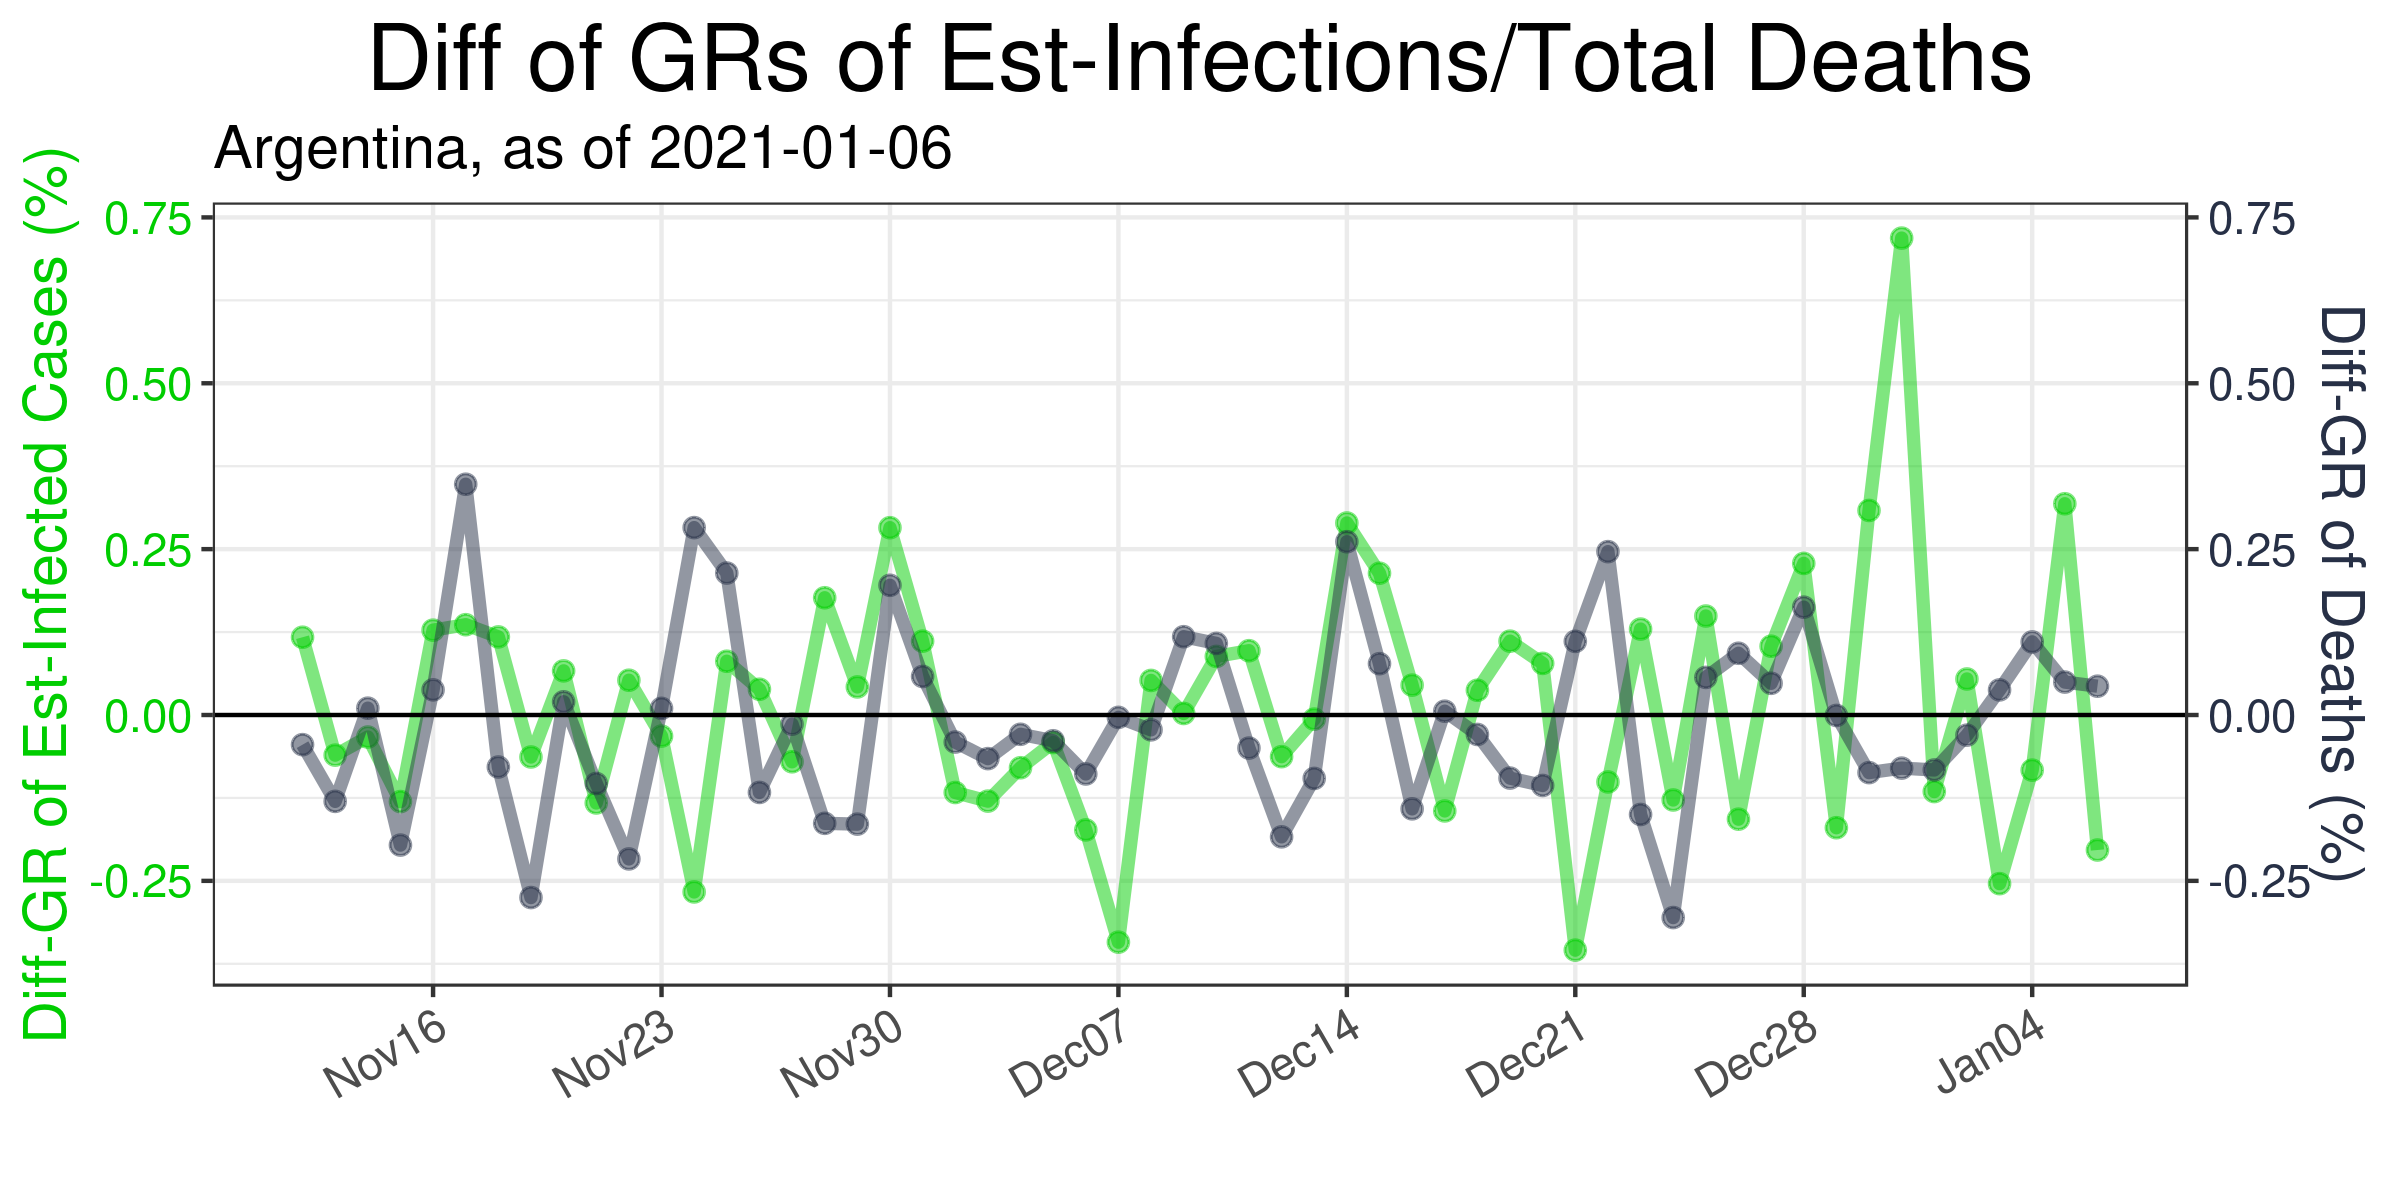 Diff of GRs of Est-Infections/Total Deaths
Argentina, as of 2021-01-06
Diff-GR of Est-Infected Cases (%)
0.75
0.50
0.25
0.00
-0.25
0.75
0.50
0.25
0.00
-0.25
Diff-GR of Deaths (%)
Nov16
Nov23
Nov30
Dec07
Dec14
Dec21
Dec28
Jan04